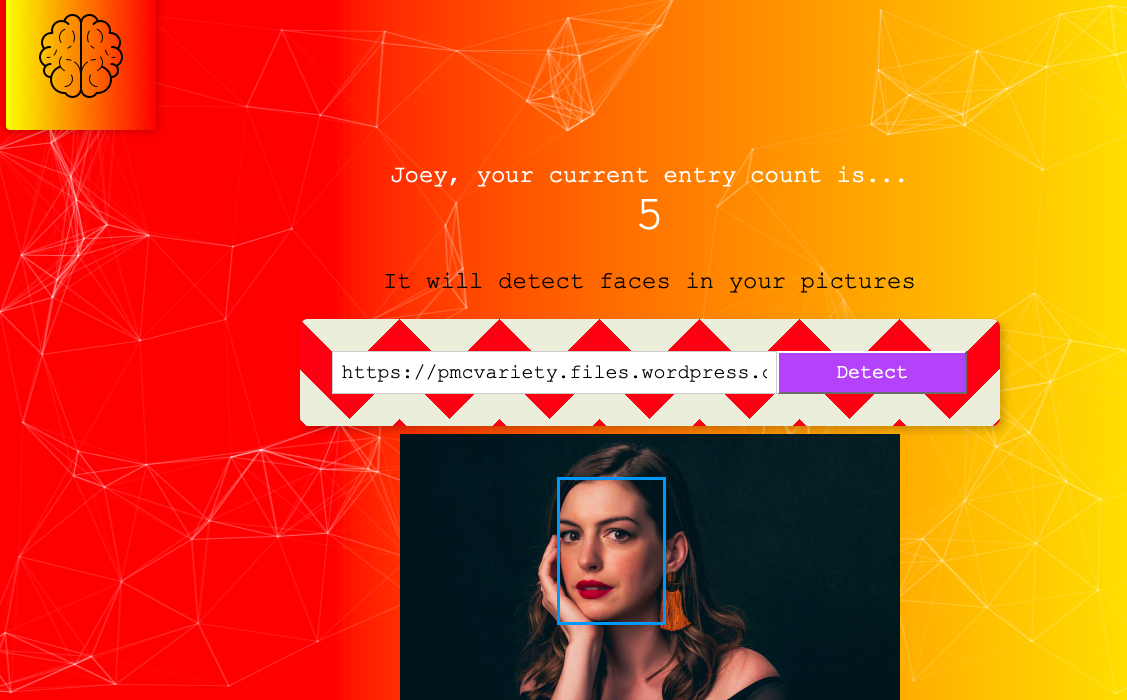 Joey, your current entry count is...
5
It will detect faces in your pictures
https://pmcvariety.files.wordpress.c Detect